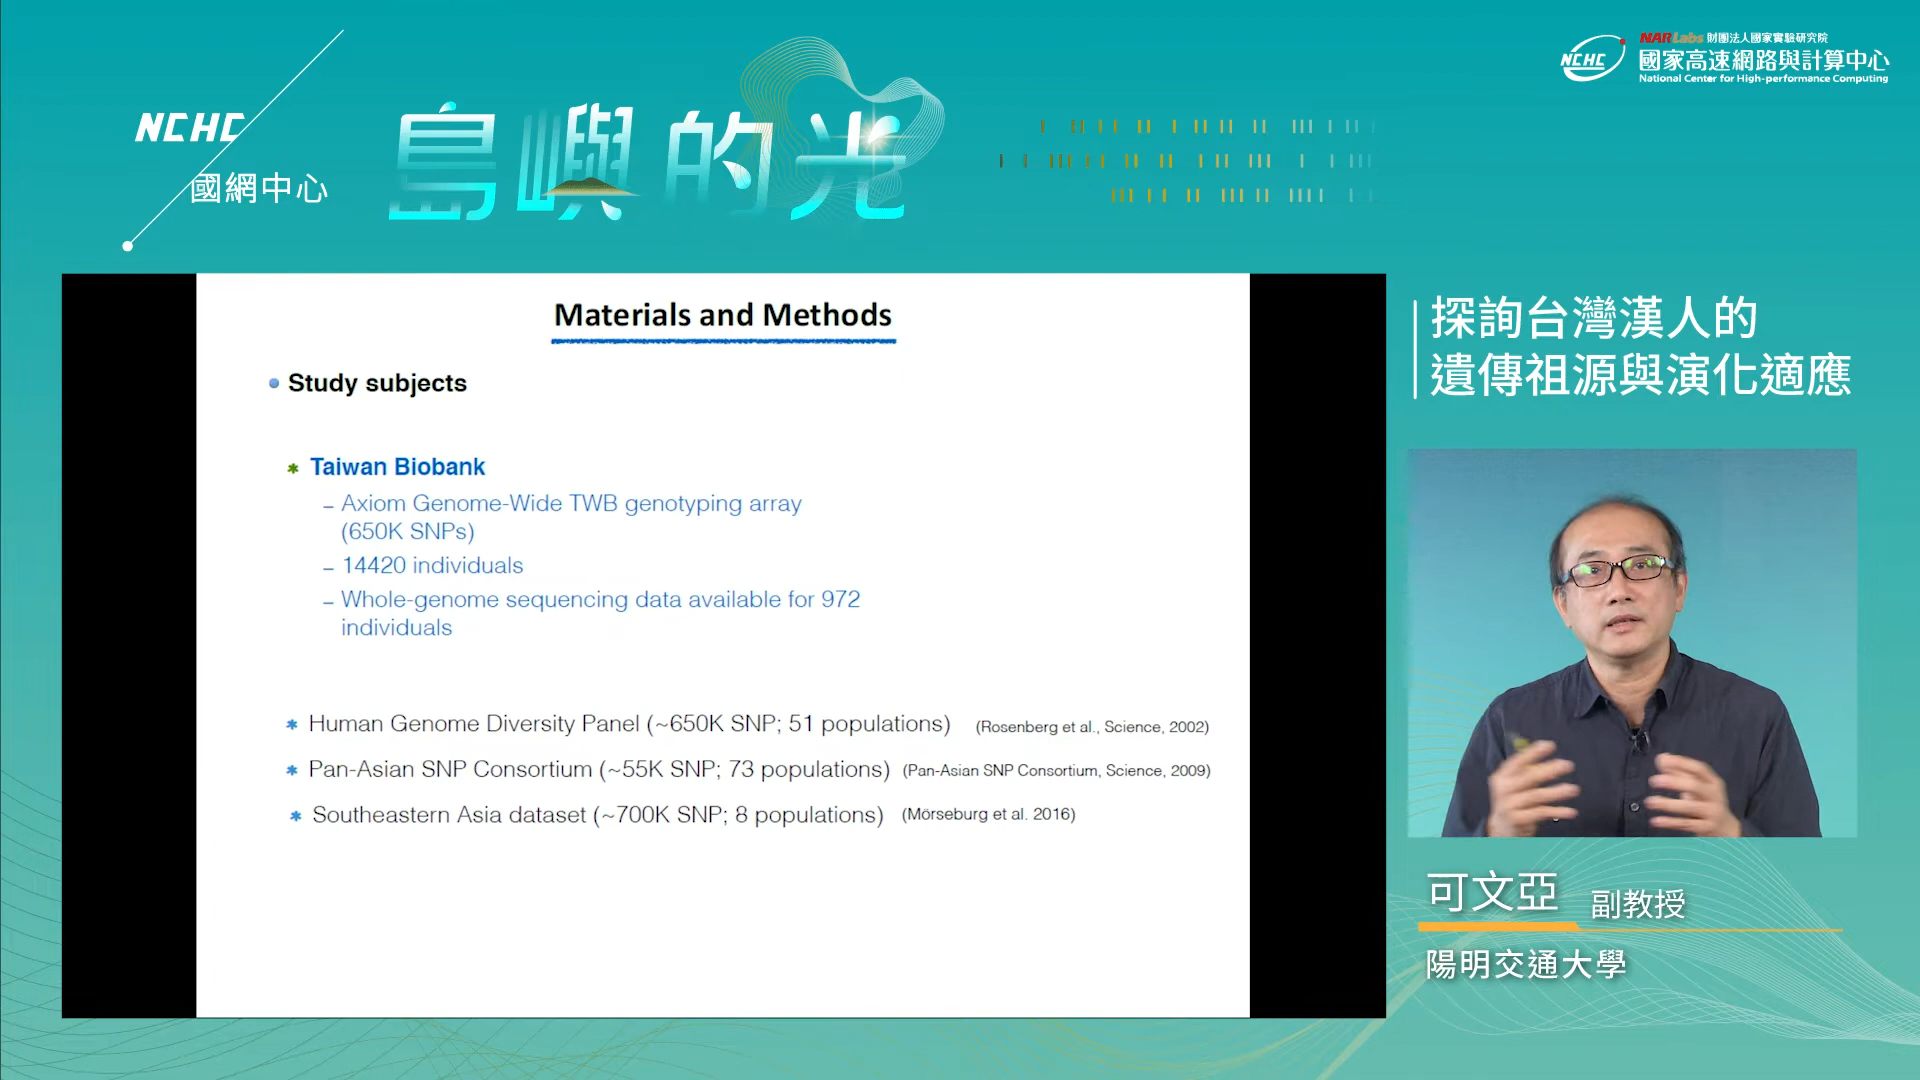 NCHC
國網中心
島嶼的光
NCHC
NARLabs 財團法人國家實驗研究院
國家高速網路與計算中心
National Center for High-performance Computing
Materials and Methods
Study subjects
Taiwan Biobank
– Axiom Genome-Wide TWB genotyping array
(650K SNPs)
– 14420 individuals
– Whole-genome sequencing data available for 972
individuals
* Human Genome Diversity Panel (~650K SNP; 51 populations) (Rosenberg et al., Science, 2002)
* Pan-Asian SNP Consortium (~55K SNP; 73 populations) (Pan-Asian SNP Consortium, Science, 2009)
* Southeastern Asia dataset (~700K SNP; 8 populations) (Mörseburg et al. 2016)
探詢台灣漢人的
遺傳祖源與演化適應
可文亞 副教授
陽明交通大學